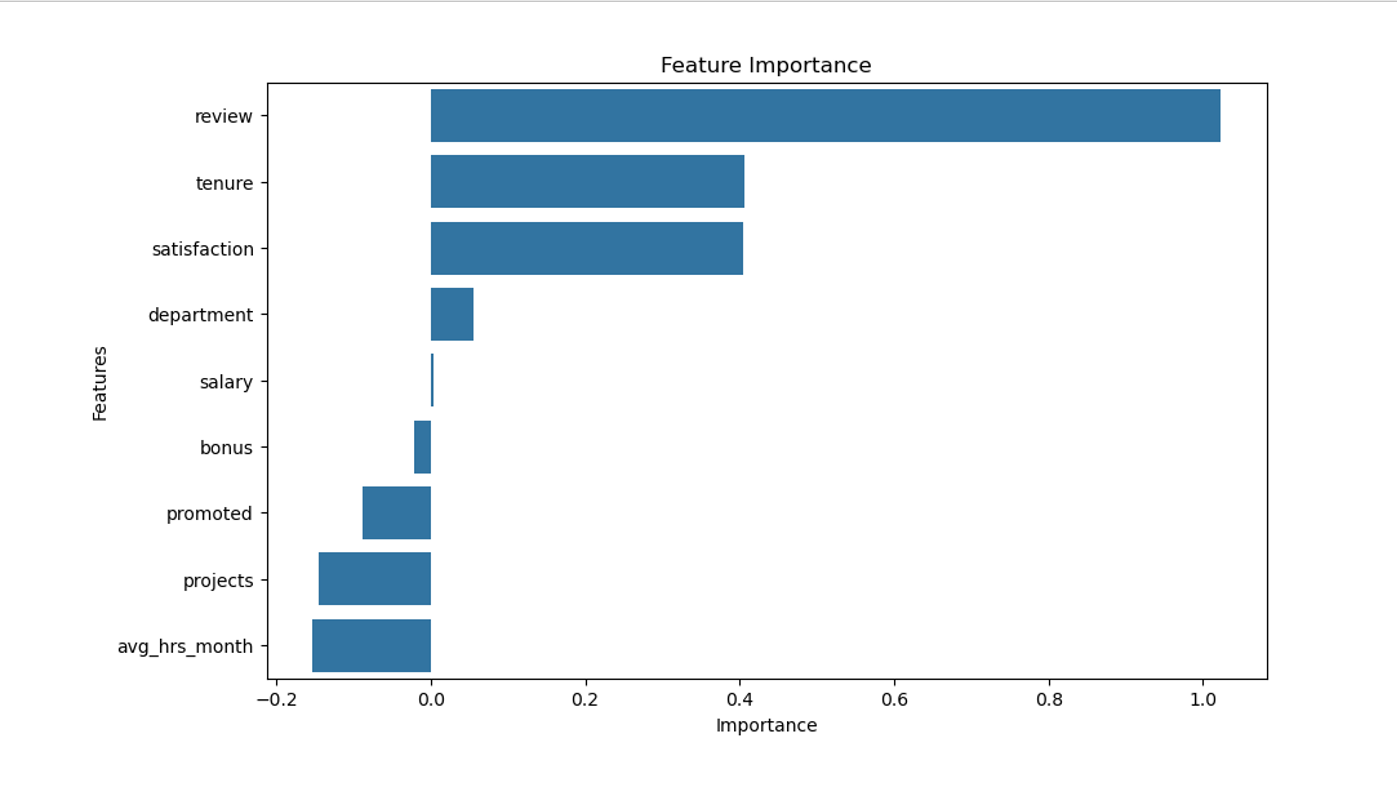 Feature Importance
review
tenure
satisfaction
department
salary
bonus
promoted
projects
avg_hrs_month
Features
−0.2 0.0 0.2 0.4 0.6 0.8 1.0
Importance